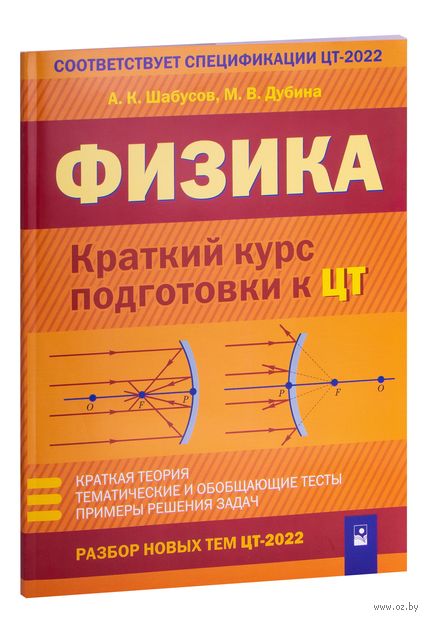 СООТВЕТСТВУЕТ СПЕЦИФИКАЦИИ ЦТ-2022
А. К. Шабусов, М. В. Дубина
ФИЗИКА
Краткий курс
подготовки к ЦТ
O F P
P F O
КРАТКАЯ ТЕОРИЯ
ТЕМАТИЧЕСКИЕ И ОБОБЩАЮЩИЕ ТЕСТЫ
ПРИМЕРЫ РЕШЕНИЯ ЗАДАЧ
РАЗБОР НОВЫХ ТЕМ ЦТ-2022
www.oz.by